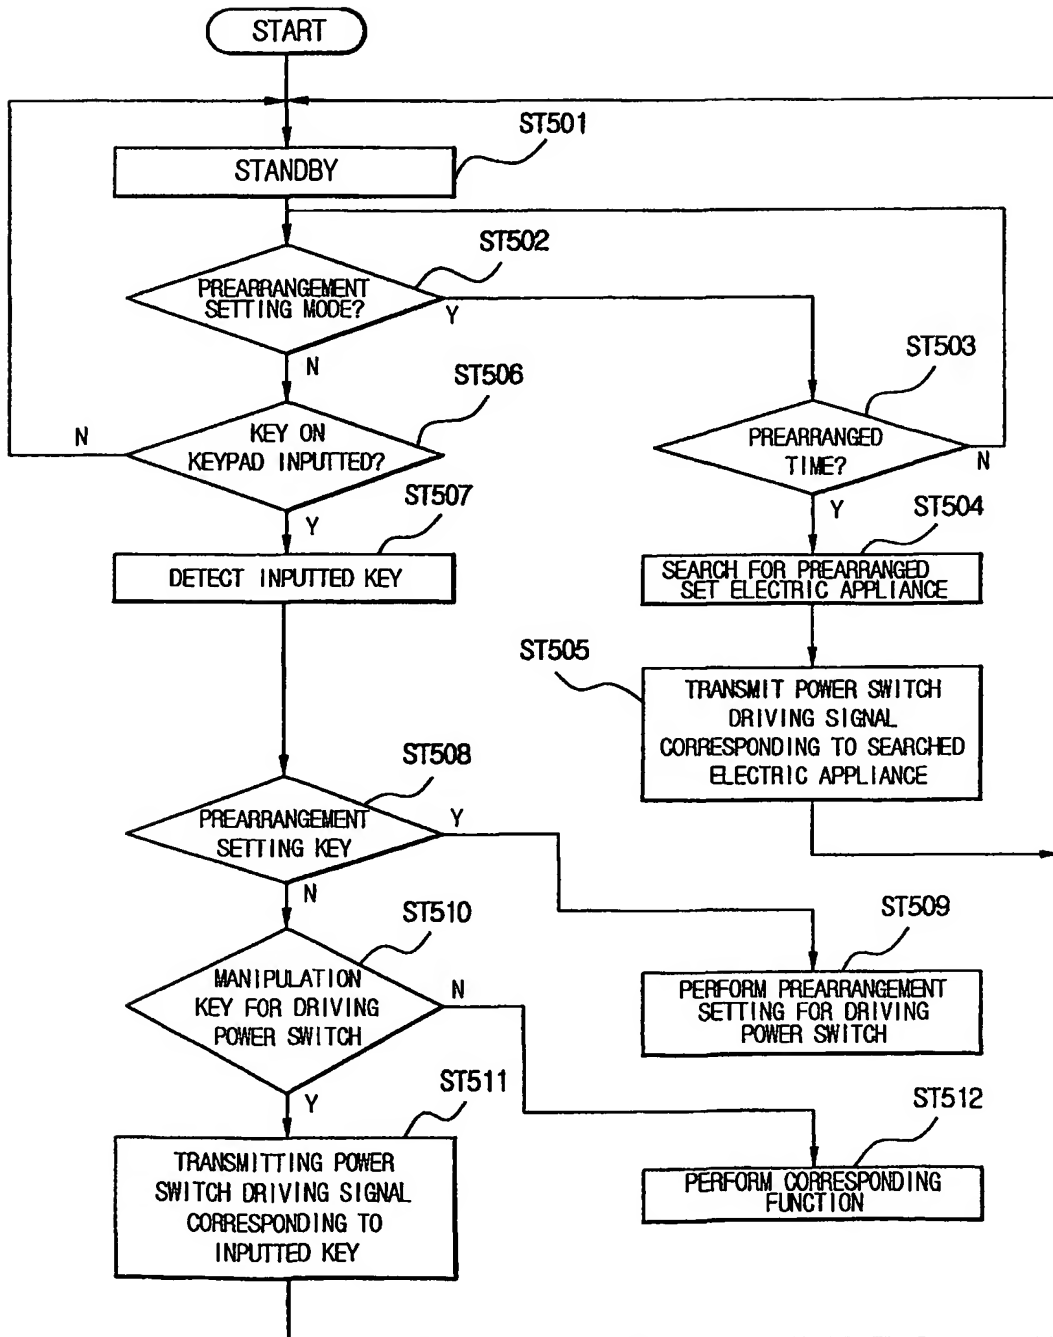 START
ST501
STANDBY
ST502
PREARRANGEMENT
SETTING MODE?
Y
N
ST503
PREARRANGED
TIME?
N
Y
ST506
KEY ON
KEYPAD INPUTTED?
N
Y
ST507
DETECT INPUTTED KEY
ST504
SEARCH FOR PREARRANGED
SET ELECTRIC APPLIANCE
ST505
TRANSMIT POWER SWITCH
DRIVING SIGNAL
CORRESPONDING TO SEARCHED
ELECTRIC APPLIANCE
ST508
PREARRANGEMENT
SETTING KEY
Y
N
ST509
PERFORM PREARRANGEMENT
SETTING FOR DRIVING
POWER SWITCH
ST510
MANIPULATION
KEY FOR DRIVING
POWER SWITCH
N
Y
ST511
TRANSMITTING POWER
SWITCH DRIVING SIGNAL
CORRESPONDING TO
INPUTTED KEY
ST512
PERFORM CORRESPONDING
FUNCTION